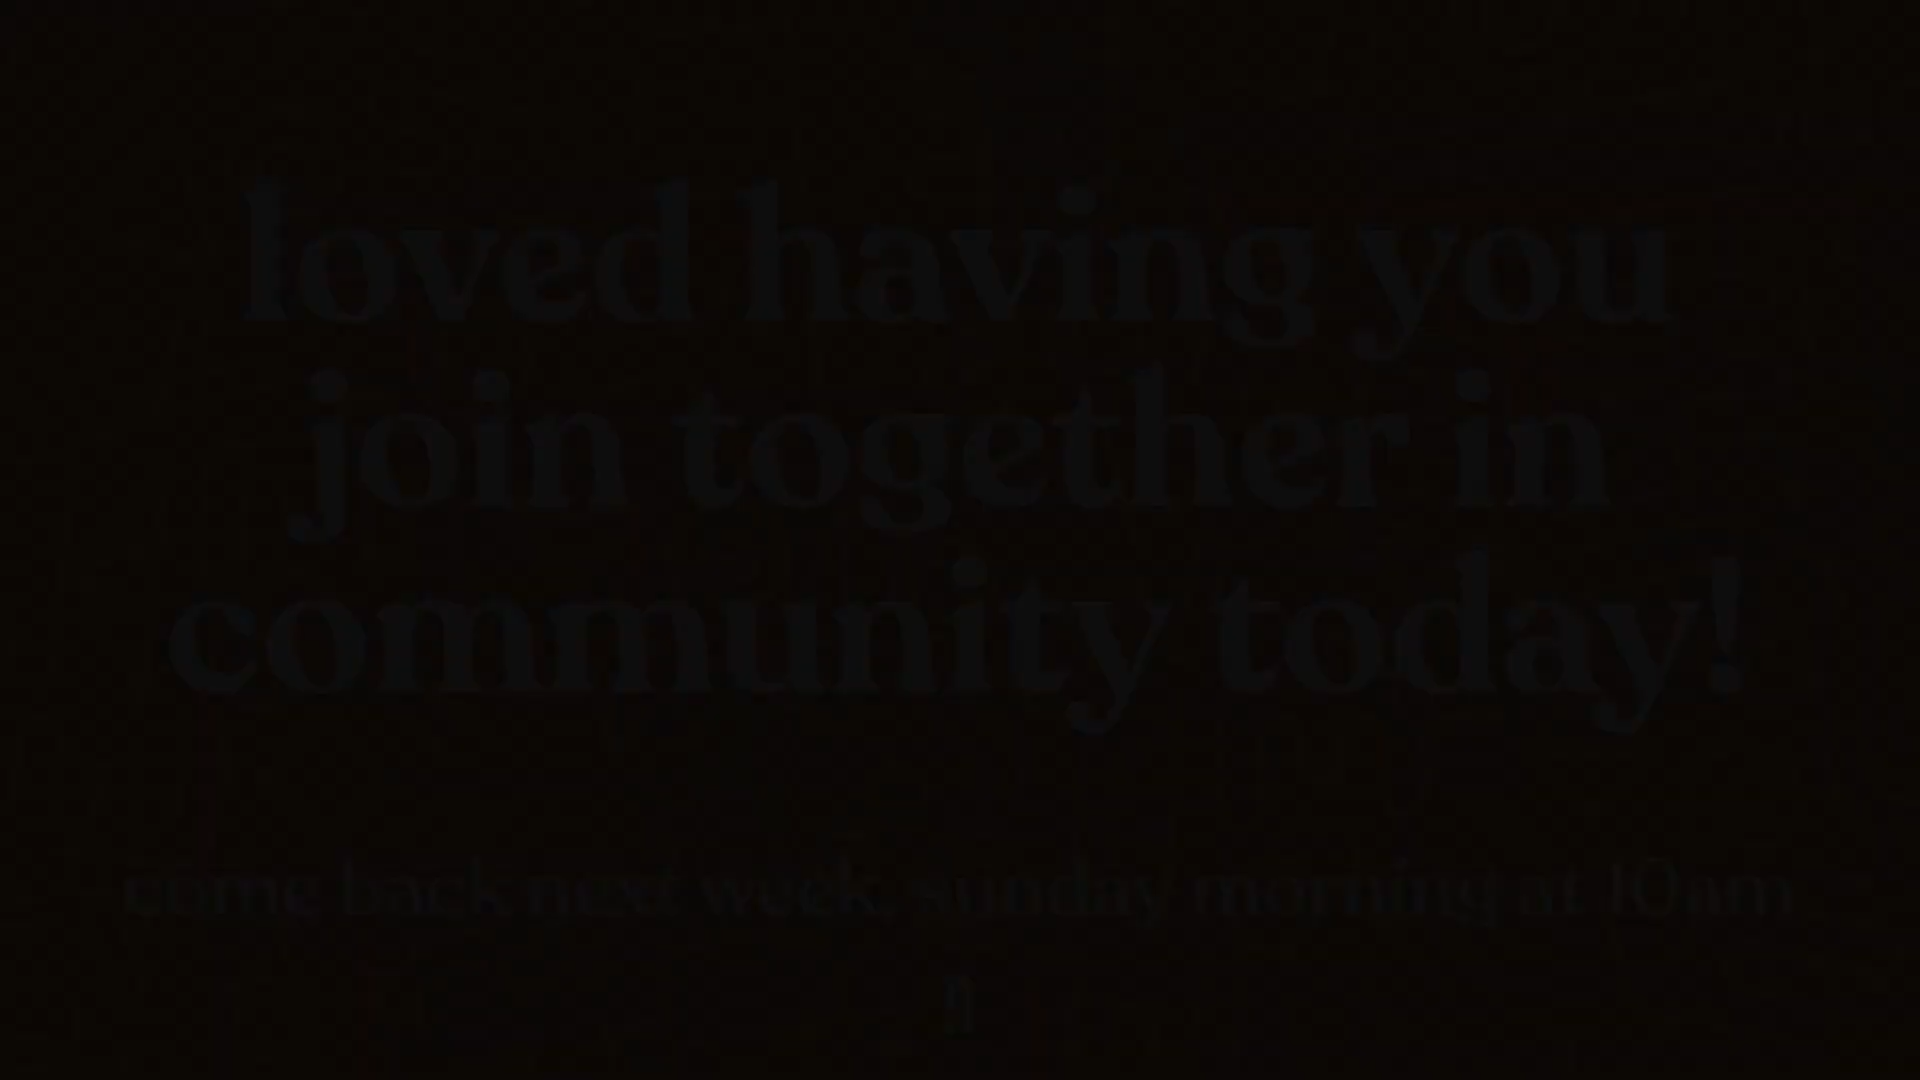 loved having you
join together in
community today!
come back next week, sunday morning at 10am